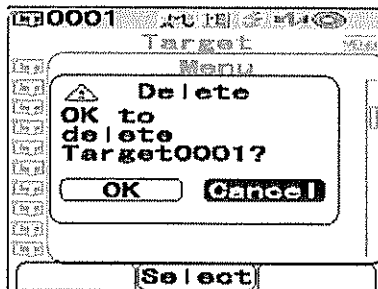 0001
Target
Menu
Delete
OK to
delete
Target0001?
OK Cancel
Select